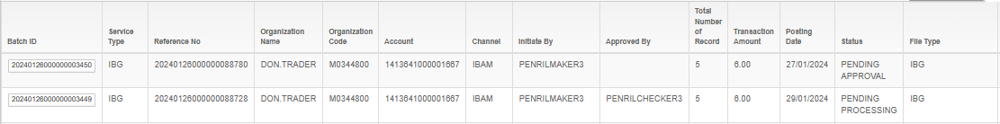 Batch ID	Service Type	Reference No	Organization Name	Organization Code	Account	Channel	Initiate By	Approved By	Total Number of Record	Transaction Amount	Posting Date	Status	File Type
20240126000000003450	IBG	20240126000000088780	DON.TRADER	M0344800	1413641000001667	IBAM	PENRILMAKER3		5	6.00	27/01/2024	PENDING APPROVAL	IBG
20240126000000003449	IBG	20240126000000088728	DON.TRADER	M0344800	1413641000001667	IBAM	PENRILMAKER3	PENRILCHECKER3	5	6.00	29/01/2024	PENDING PROCESSING	IBG